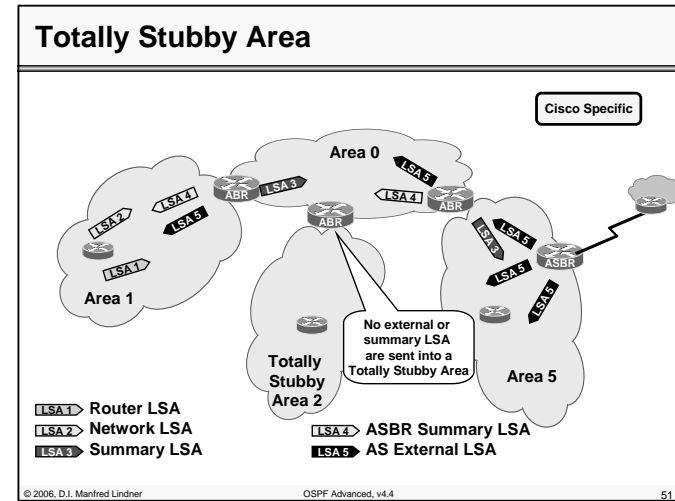 Totally Stubby Area
Cisco Specific
Area 0
LSA 5
ABR
LSA 3
LSA 4
LSA 4
ABR
ABR
LSA 2
LSA 5
LSA 5
LSA 3
ASBR
LSA 5
LSA 1
LSA 5
Area 1
No external or
summary LSA
are sent into a
Totally Stubby Area
Totally
Stubby
Area 2
Area 5
LSA 1 Router LSA
LSA 2 Network LSA
LSA 3 Summary LSA
LSA 4 ASBR Summary LSA
LSA 5 AS External LSA
© 2006, D.I. Manfred Lindner
OSPF Advanced, v4.4
51